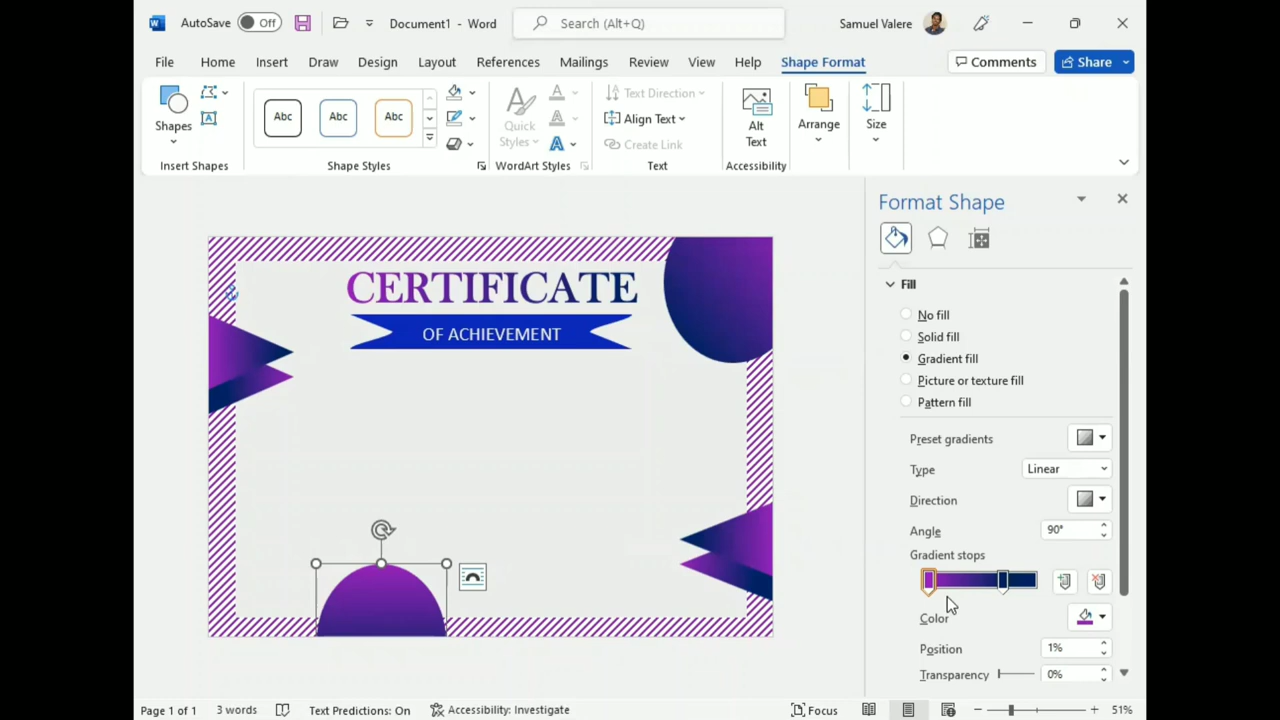 AutoSave Off Document1 - Word Search (Alt+Q) Samuel Valere
File Home Insert Draw Design Layout References Mailings Review View Help Shape Format Comments Share
Shapes
Insert Shapes
Abc Abc Abc
Shape Styles
Quick Styles
WordArt Styles
Text Direction
Align Text
Create Link
Text
Alt Text
Accessibility
Arrange
Size
CERTIFICATE
OF ACHIEVEMENT
Format Shape
Fill
No fill
Solid fill
Gradient fill
Picture or texture fill
Pattern fill
Preset gradients
Type Linear
Direction
Angle 90°
Gradient stops
Color
Position 1%
Transparency 0%
Page 1 of 1 3 words Text Predictions: On Accessibility: Investigate Focus 51%